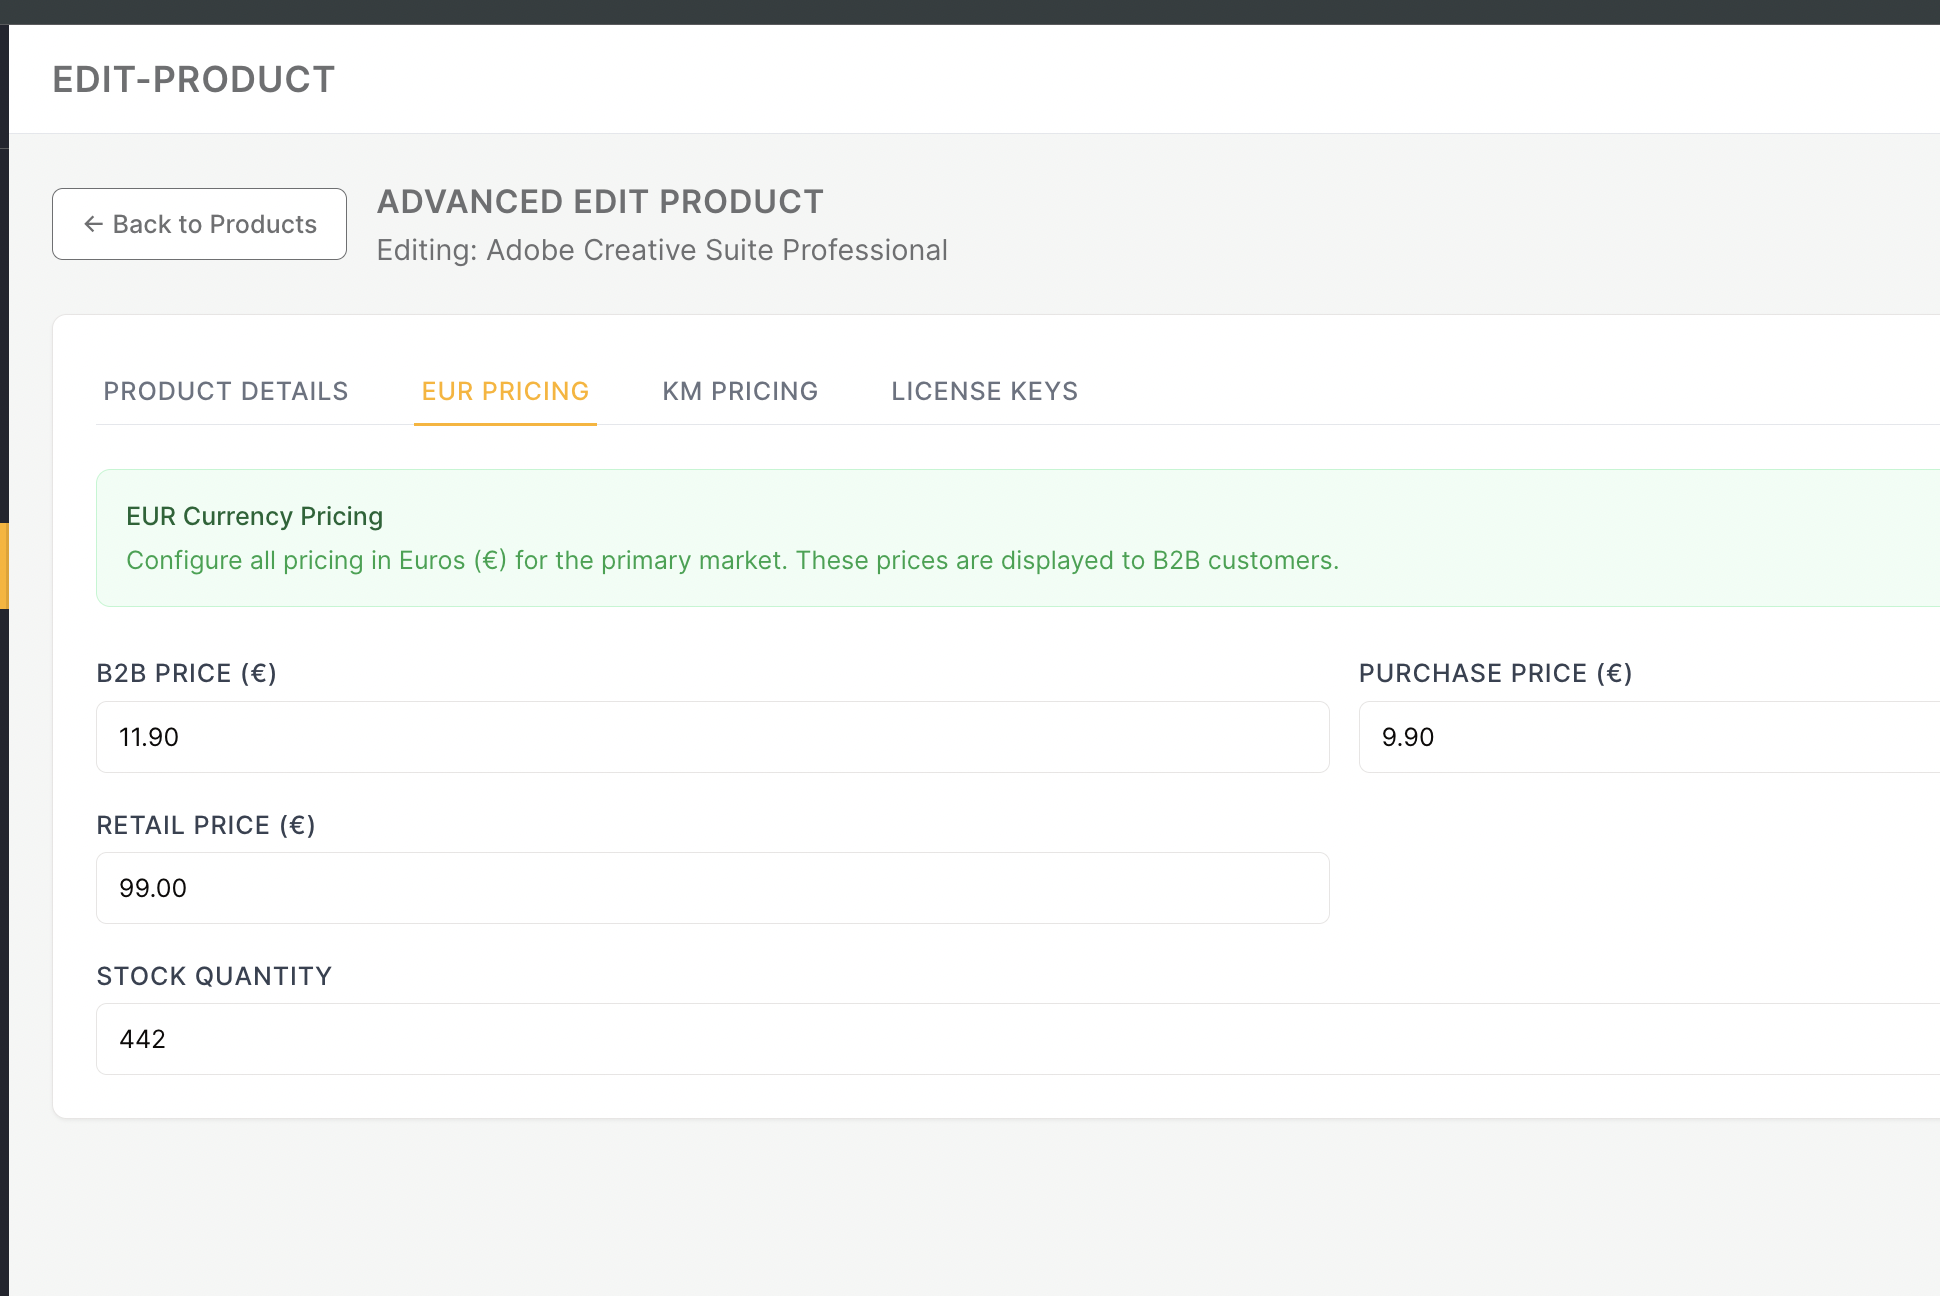 EDIT-PRODUCT
← Back to Products
ADVANCED EDIT PRODUCT
Editing: Adobe Creative Suite Professional
PRODUCT DETAILS
EUR PRICING
KM PRICING
LICENSE KEYS
EUR Currency Pricing
Configure all pricing in Euros (€) for the primary market. These prices are displayed to B2B customers.
B2B PRICE (€)
11.90
PURCHASE PRICE (€)
9.90
RETAIL PRICE (€)
99.00
STOCK QUANTITY
442